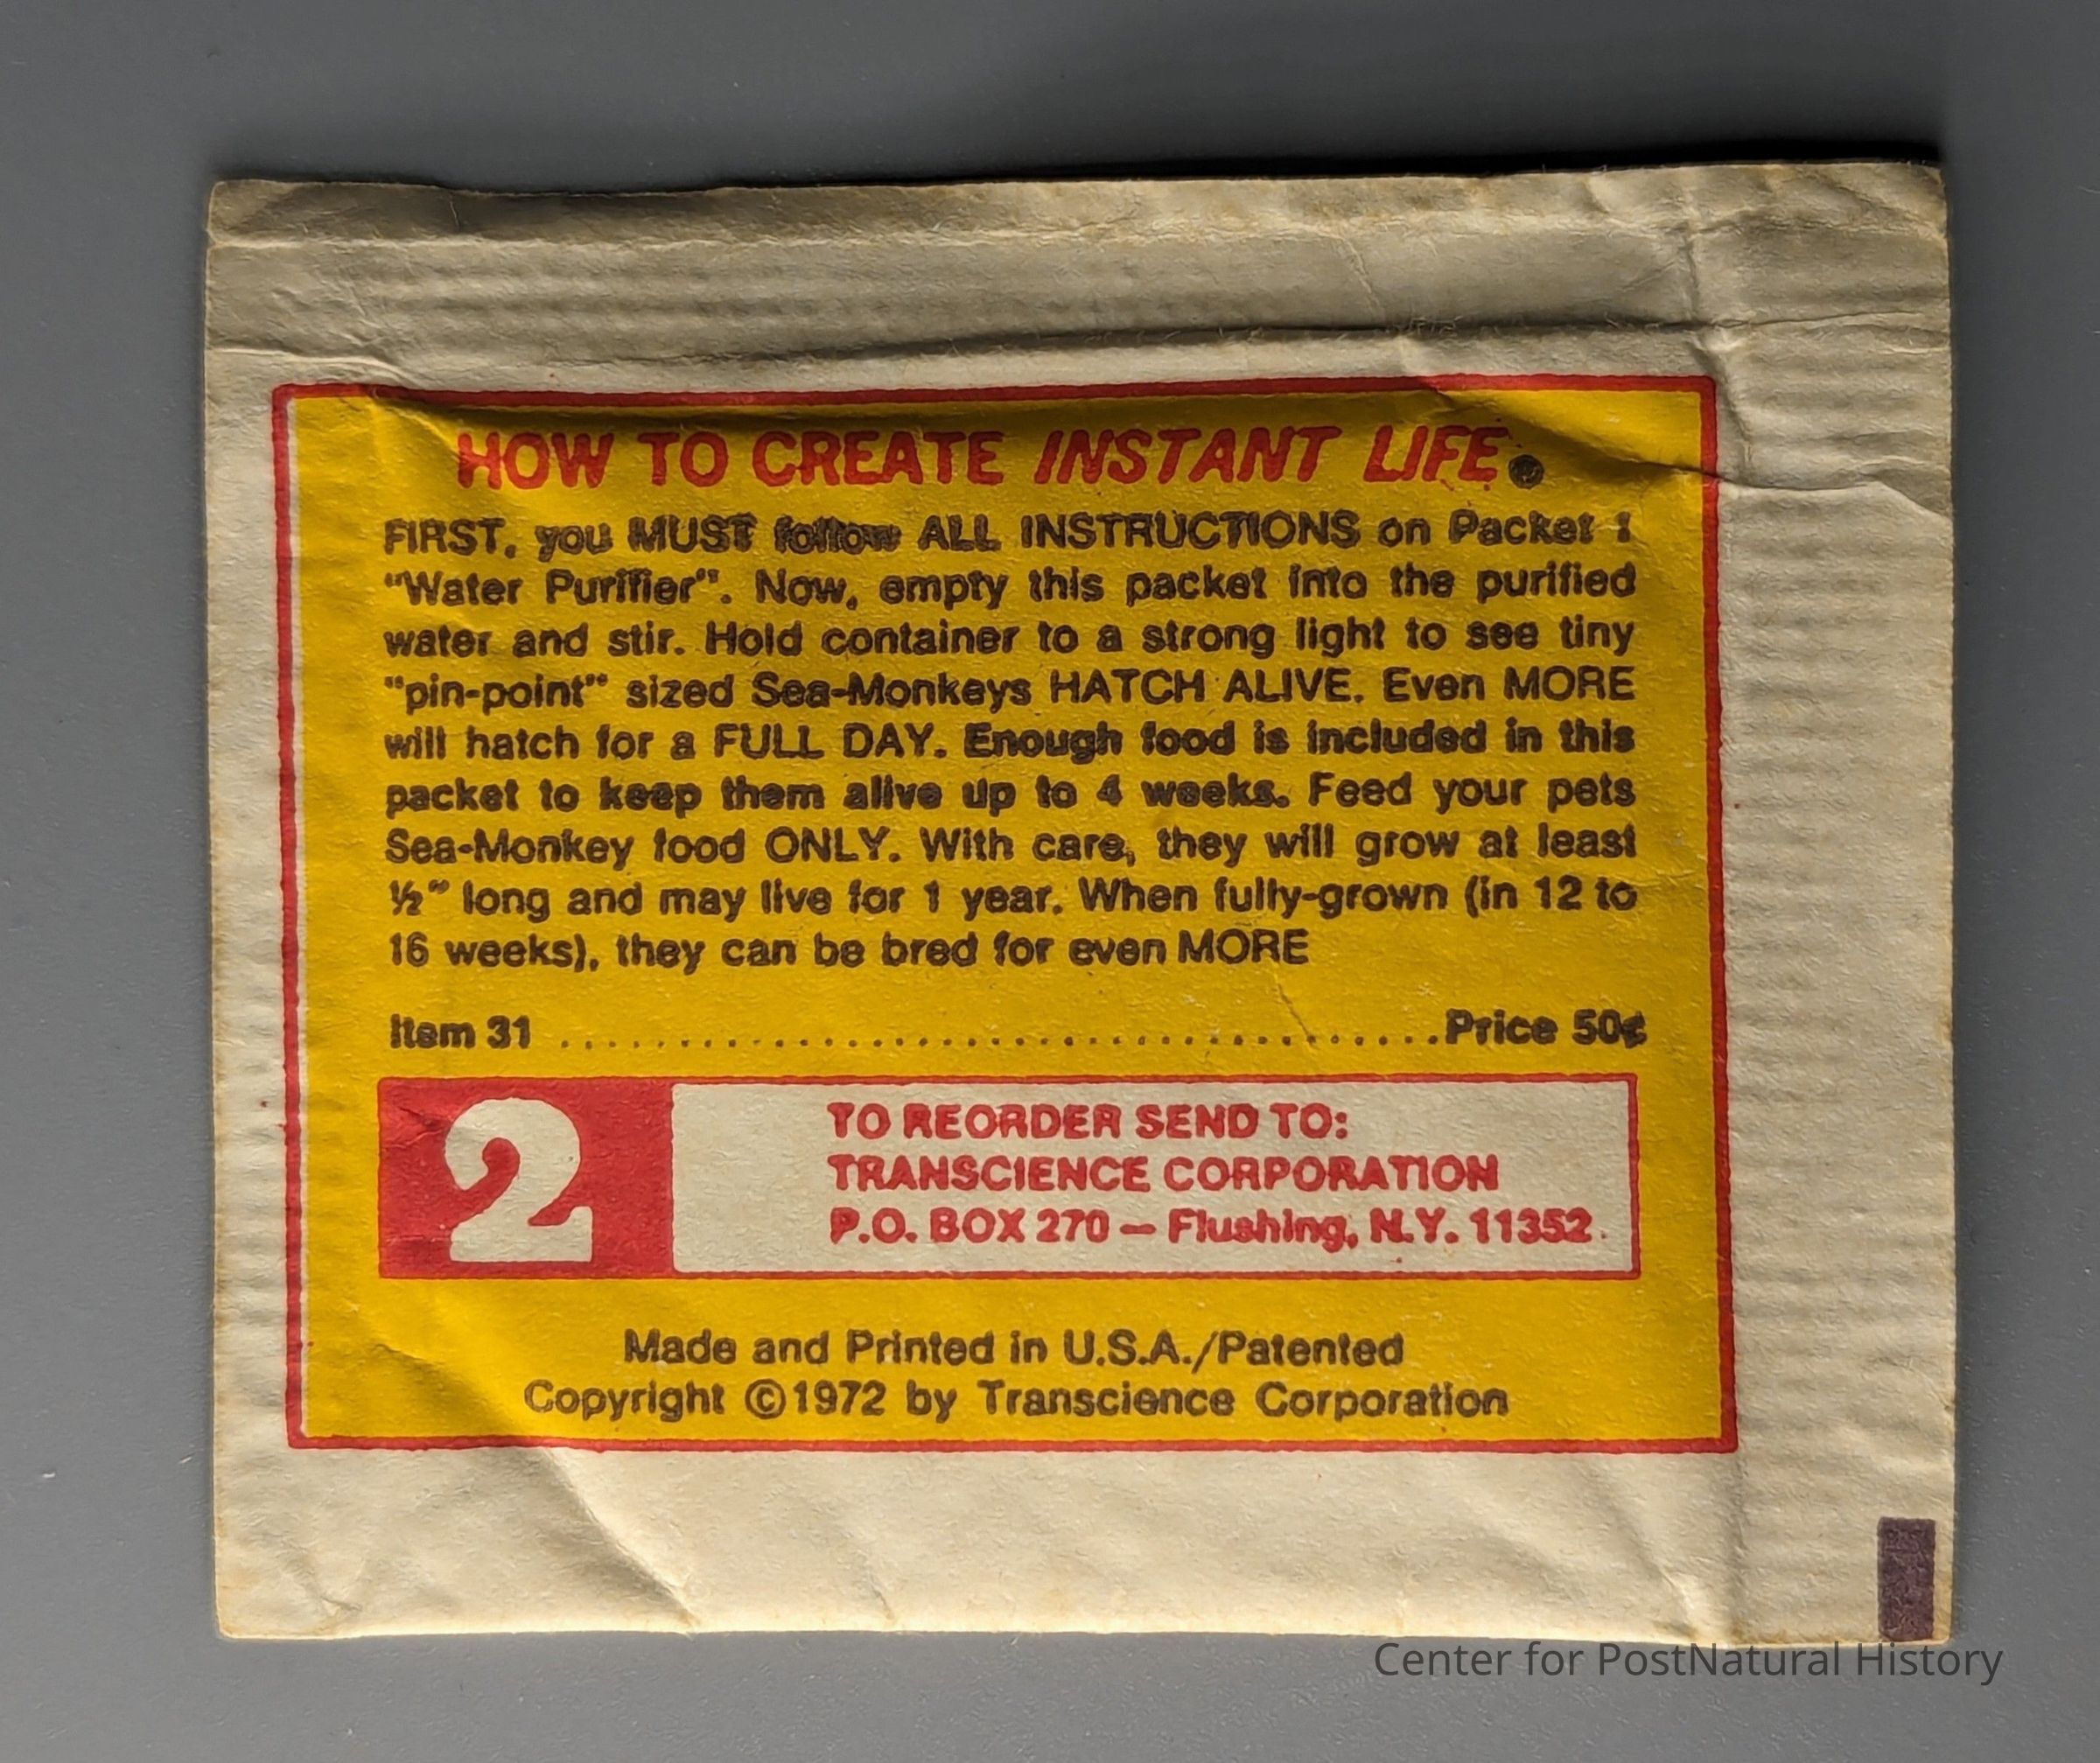 HOW TO CREATE INSTANT LIFE®
FIRST, you MUST follow ALL INSTRUCTIONS on Packet 1
"Water Purifier". Now, empty this packet into the purified
water and stir. Hold container to a strong light to see tiny
"pin-point" sized Sea-Monkeys HATCH ALIVE. Even MORE
will hatch for a FULL DAY. Enough food is included in this
packet to keep them alive up to 4 weeks. Feed your pets
Sea-Monkey food ONLY. With care, they will grow at least
½" long and may live for 1 year. When fully-grown (in 12 to
16 weeks), they can be bred for even MORE
Item 31 ........................................Price 50¢
2
TO REORDER SEND TO:
TRANSCIENCE CORPORATION
P.O. BOX 270 — Flushing, N.Y. 11352.
Made and Printed in U.S.A./Patented
Copyright ©1972 by Transcience Corporation
Center for PostNatural History